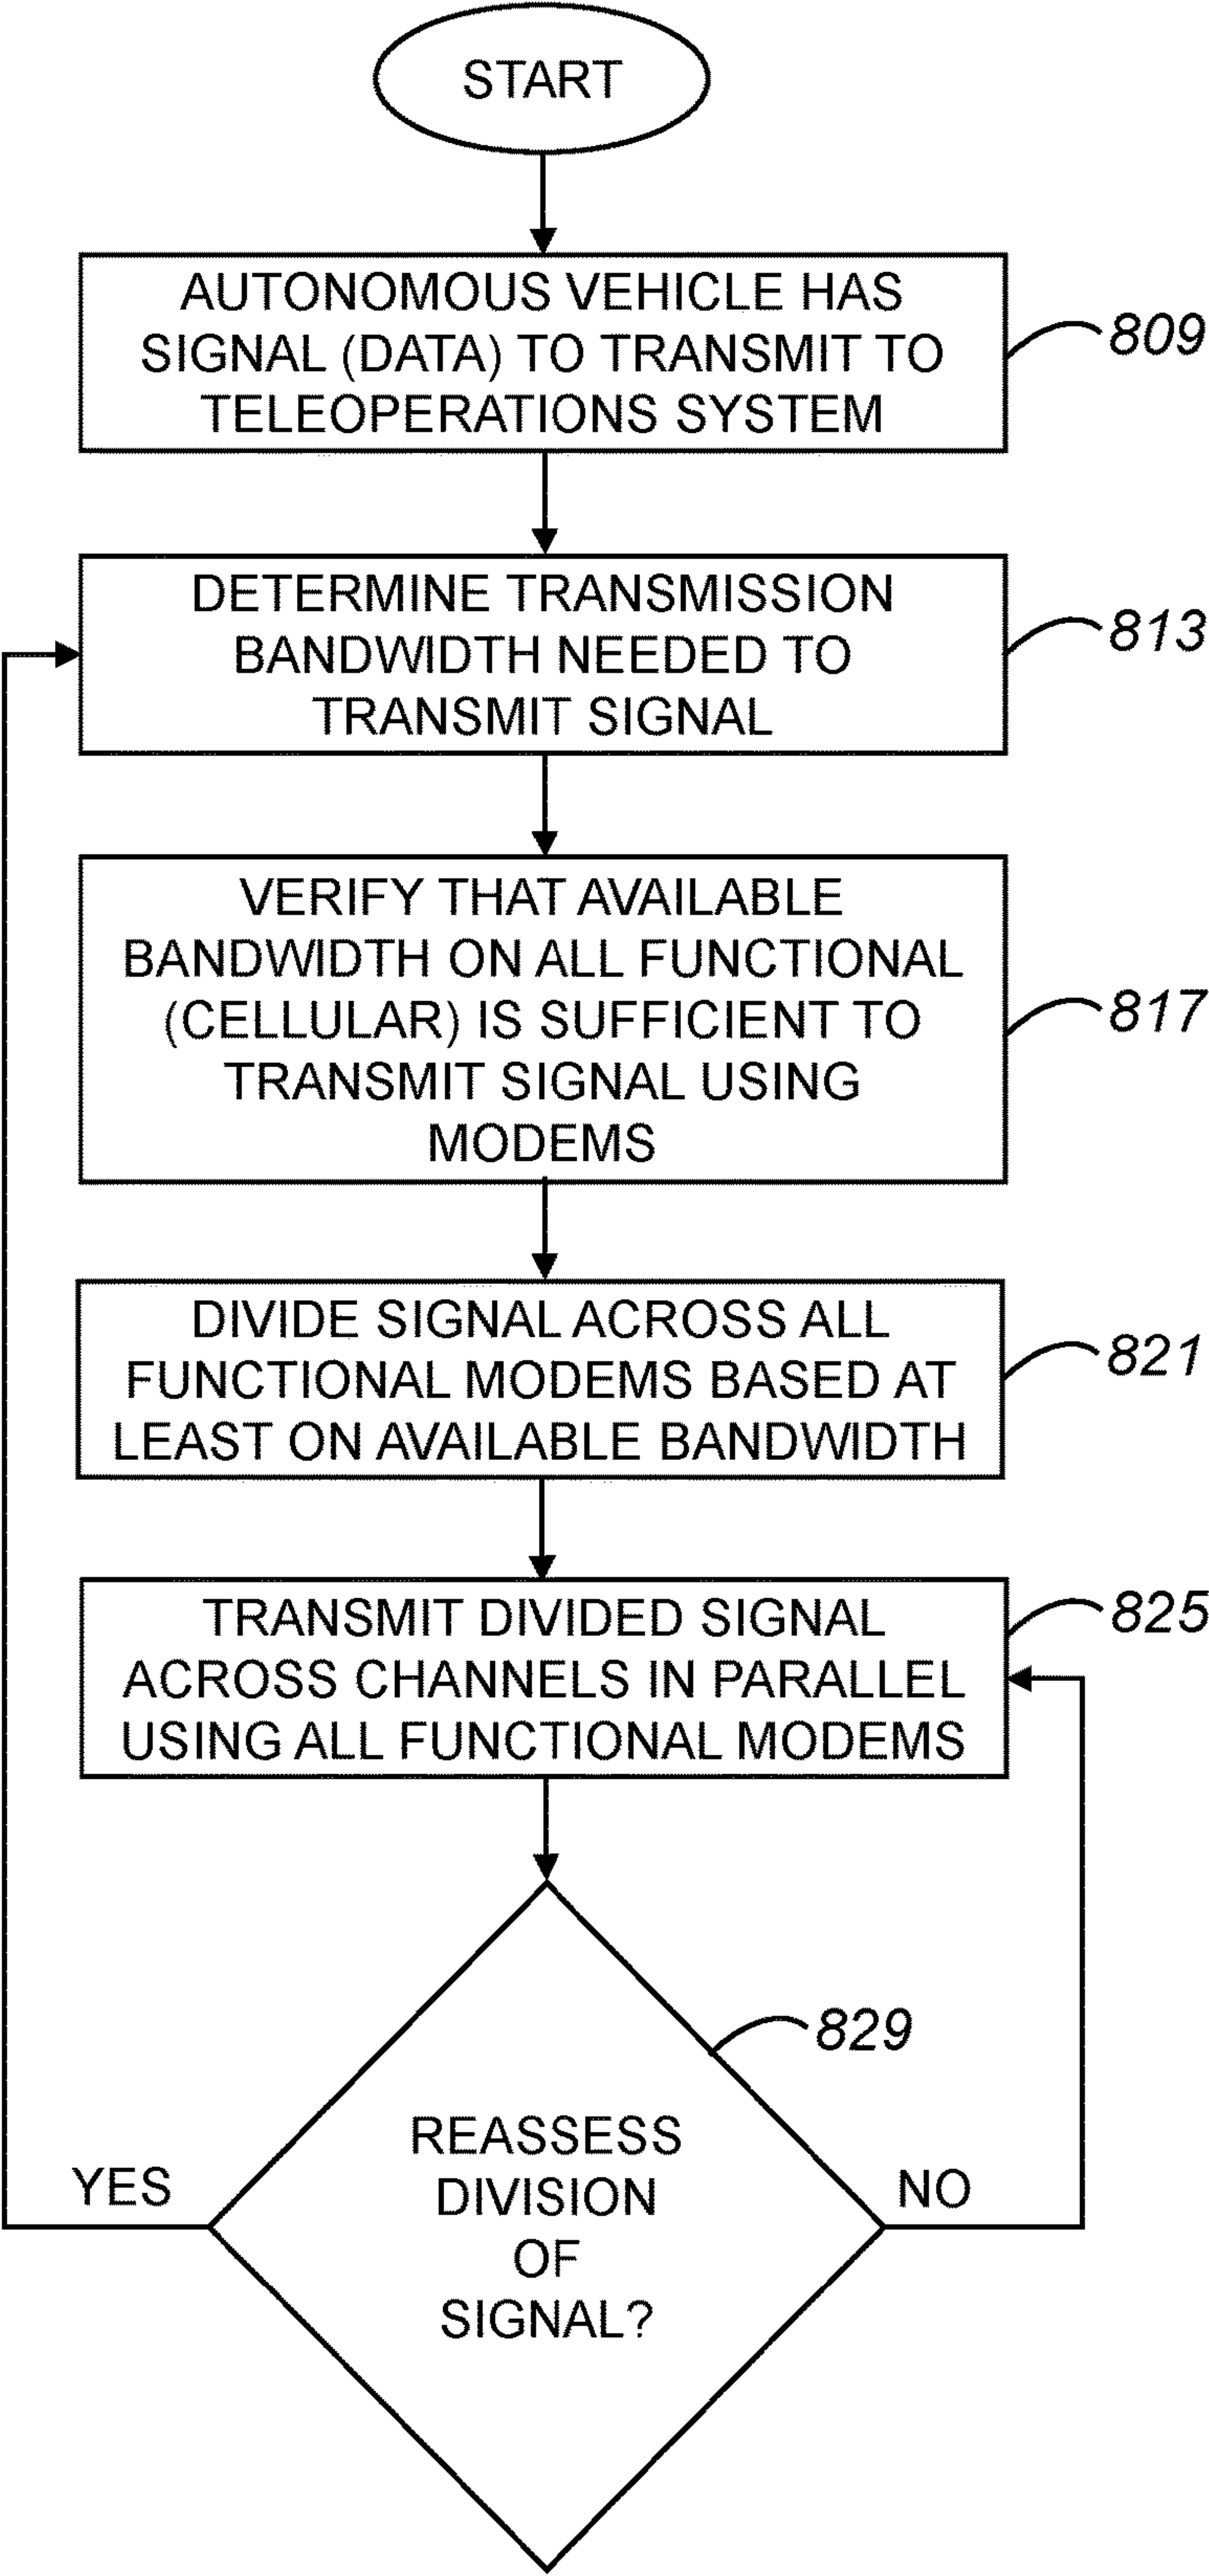 START
AUTONOMOUS VEHICLE HAS
SIGNAL (DATA) TO TRANSMIT TO
TELEOPERATIONS SYSTEM
809
DETERMINE TRANSMISSION
BANDWIDTH NEEDED TO
TRANSMIT SIGNAL
813
VERIFY THAT AVAILABLE
BANDWIDTH ON ALL FUNCTIONAL
(CELLULAR) IS SUFFICIENT TO
TRANSMIT SIGNAL USING
MODEMS
817
DIVIDE SIGNAL ACROSS ALL
FUNCTIONAL MODEMS BASED AT
LEAST ON AVAILABLE BANDWIDTH
821
TRANSMIT DIVIDED SIGNAL
ACROSS CHANNELS IN PARALLEL
USING ALL FUNCTIONAL MODEMS
825
829
REASSESS
DIVISION
OF
SIGNAL?
YES
NO